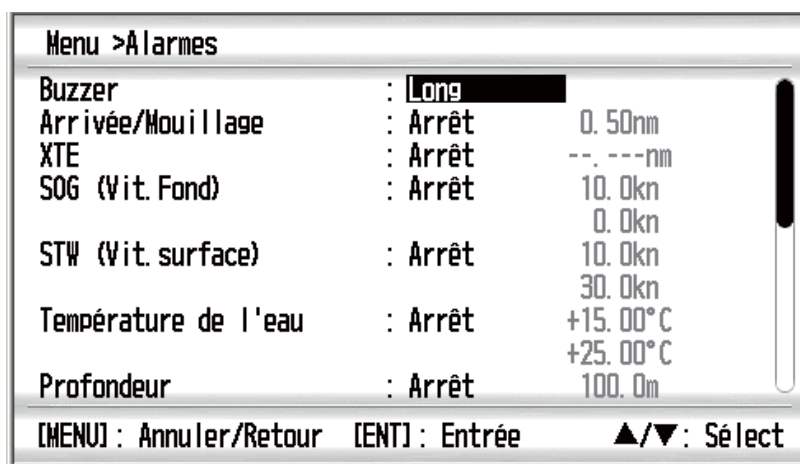 Menu >Alarmes
Buzzer : Long
Arrivée/Mouillage : Arrêt 0.50nm
XTE : Arrêt --.---nm
SOG (Vit.Fond) : Arrêt 10.0kn
0.0kn
STW (Vit.surface) : Arrêt 10.0kn
30.0kn
Température de l'eau : Arrêt +15.00°C
+25.00°C
Profondeur : Arrêt 100.0m
[MENU] : Annuler/Retour [ENT] : Entrée ▲/▼: Sélect